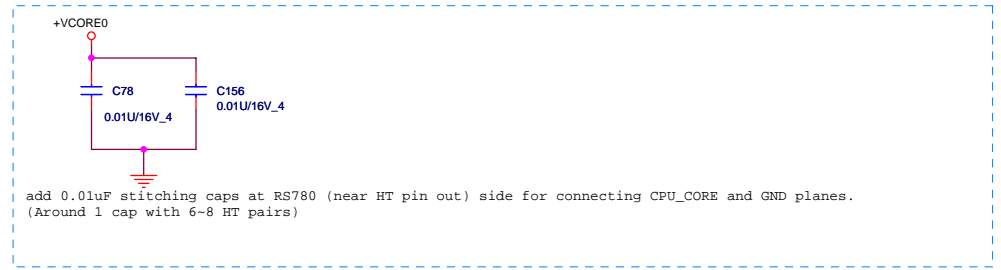 +VCORE0
C78
0.01U/16V_4
C156
0.01U/16V_4
add 0.01uF stitching caps at RS780 (near HT pin out) side for connecting CPU_CORE and GND planes.
(Around 1 cap with 6~8 HT pairs)